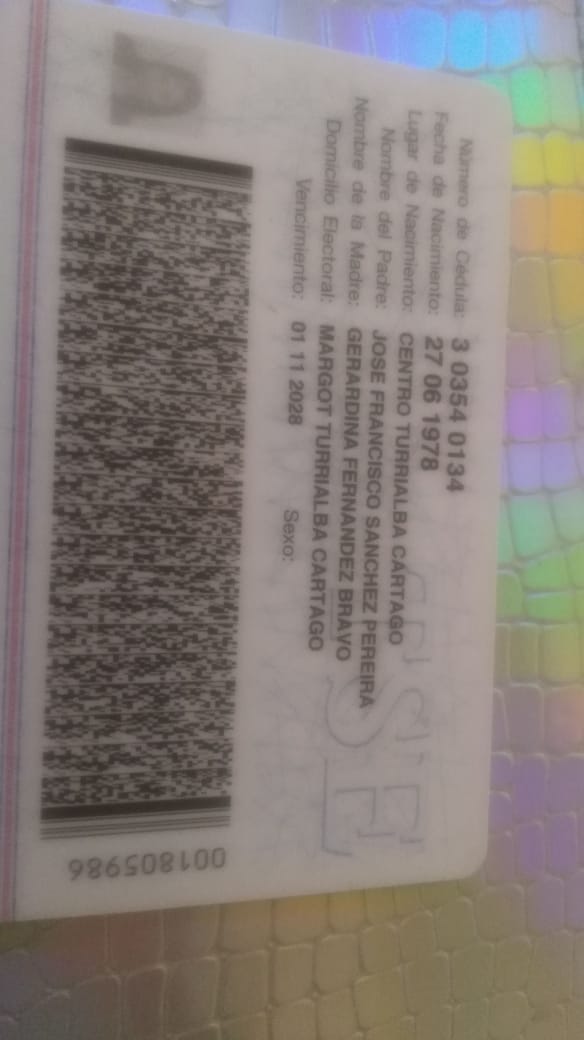 Número de Cédula: 3 0354 0134
Fecha de Nacimiento: 27 06 1978
Lugar de Nacimiento: CENTRO TURRIALBA CARTAGO
Nombre del Padre: JOSE FRANCISCO SANCHEZ PEREIRA
Nombre de la Madre: GERARDINA FERNANDEZ BRAVO
Domicilio Electoral: MARGOT TURRIALBA CARTAGO
Vencimiento: 01 11 2028 Sexo:
001805986